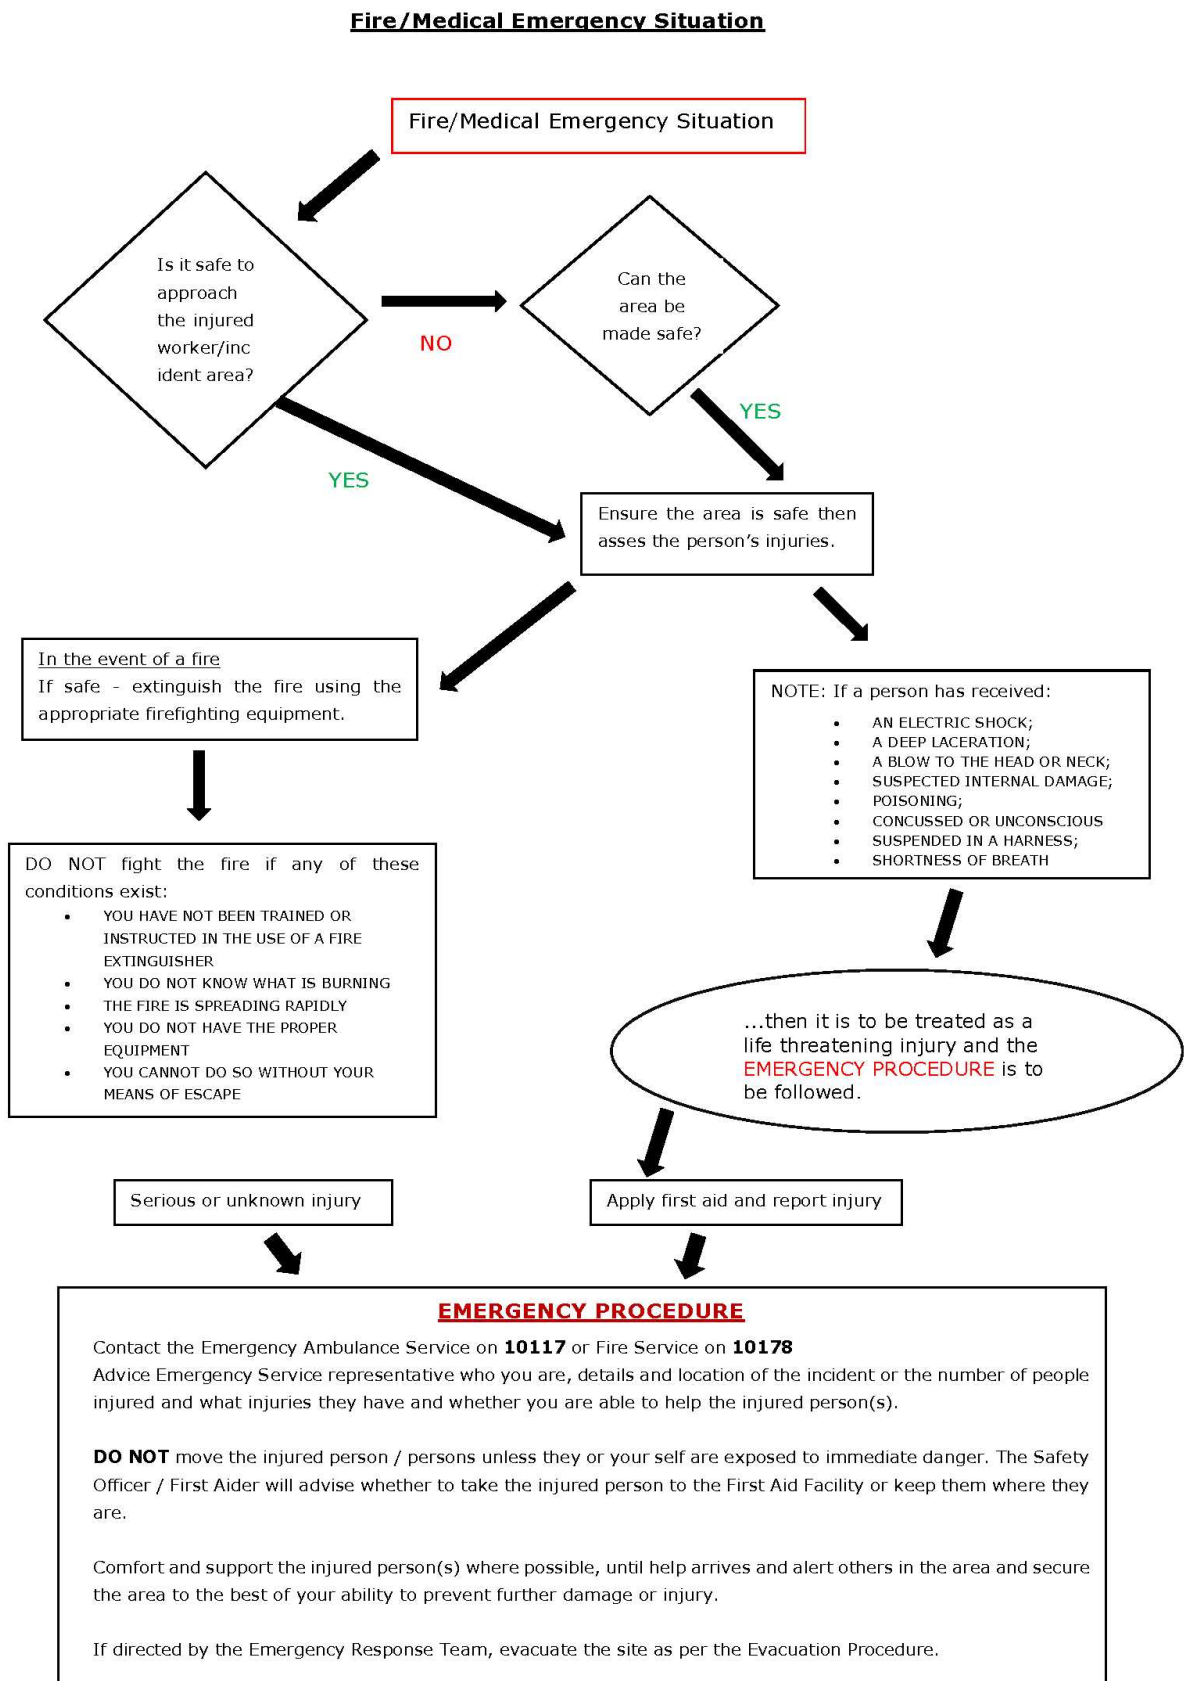 Fire/Medical Emergency Situation
Fire/Medical Emergency Situation
Is it safe to
approach
the injured
worker/inc
ident area?
NO
Can the
area be
made safe?
YES
YES
Ensure the area is safe then
asses the person's injuries.
In the event of a fire
If safe - extinguish the fire using the
appropriate firefighting equipment.
NOTE: If a person has received:
• AN ELECTRIC SHOCK;
• A DEEP LACERATION;
• A BLOW TO THE HEAD OR NECK;
• SUSPECTED INTERNAL DAMAGE;
• POISONING;
• CONCUSSED OR UNCONSCIOUS
• SUSPENDED IN A HARNESS;
• SHORTNESS OF BREATH
DO NOT fight the fire if any of these
conditions exist:
• YOU HAVE NOT BEEN TRAINED OR
INSTRUCTED IN THE USE OF A FIRE
EXTINGUISHER
• YOU DO NOT KNOW WHAT IS BURNING
• THE FIRE IS SPREADING RAPIDLY
• YOU DO NOT HAVE THE PROPER
EQUIPMENT
• YOU CANNOT DO SO WITHOUT YOUR
MEANS OF ESCAPE
...then it is to be treated as a
life threatening injury and the
EMERGENCY PROCEDURE is to
be followed.
Serious or unknown injury
Apply first aid and report injury
EMERGENCY PROCEDURE
Contact the Emergency Ambulance Service on 10117 or Fire Service on 10178
Advice Emergency Service representative who you are, details and location of the incident or the number of people
injured and what injuries they have and whether you are able to help the injured person(s).
DO NOT move the injured person / persons unless they or your self are exposed to immediate danger. The Safety
Officer / First Aider will advise whether to take the injured person to the First Aid Facility or keep them where they
are.
Comfort and support the injured person(s) where possible, until help arrives and alert others in the area and secure
the area to the best of your ability to prevent further damage or injury.
If directed by the Emergency Response Team, evacuate the site as per the Evacuation Procedure.